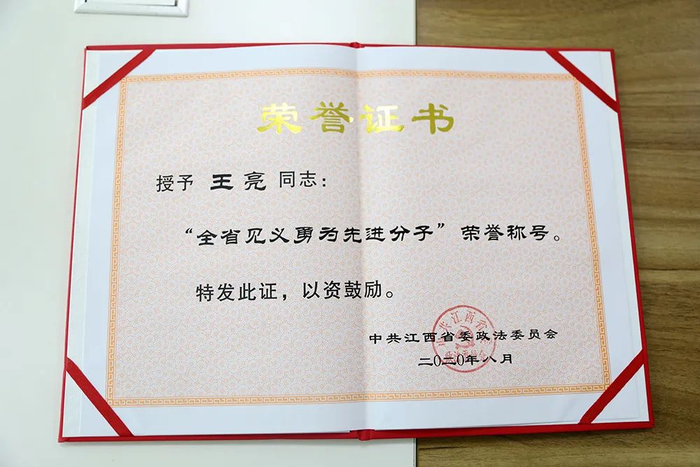 荣誉证书
授予 王亮 同志：
“全省见义勇为先进分子”荣誉称号。
特发此证，以资鼓励。
中共江西省委政法委员会
二〇二〇年八月